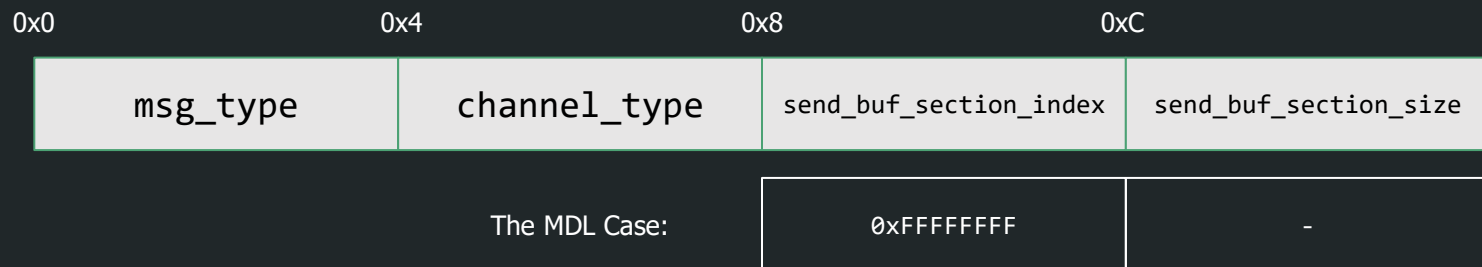 0x0 0x4 0x8 0xC
msg_type channel_type send_buf_section_index send_buf_section_size
The MDL Case: 0xFFFFFFFF -